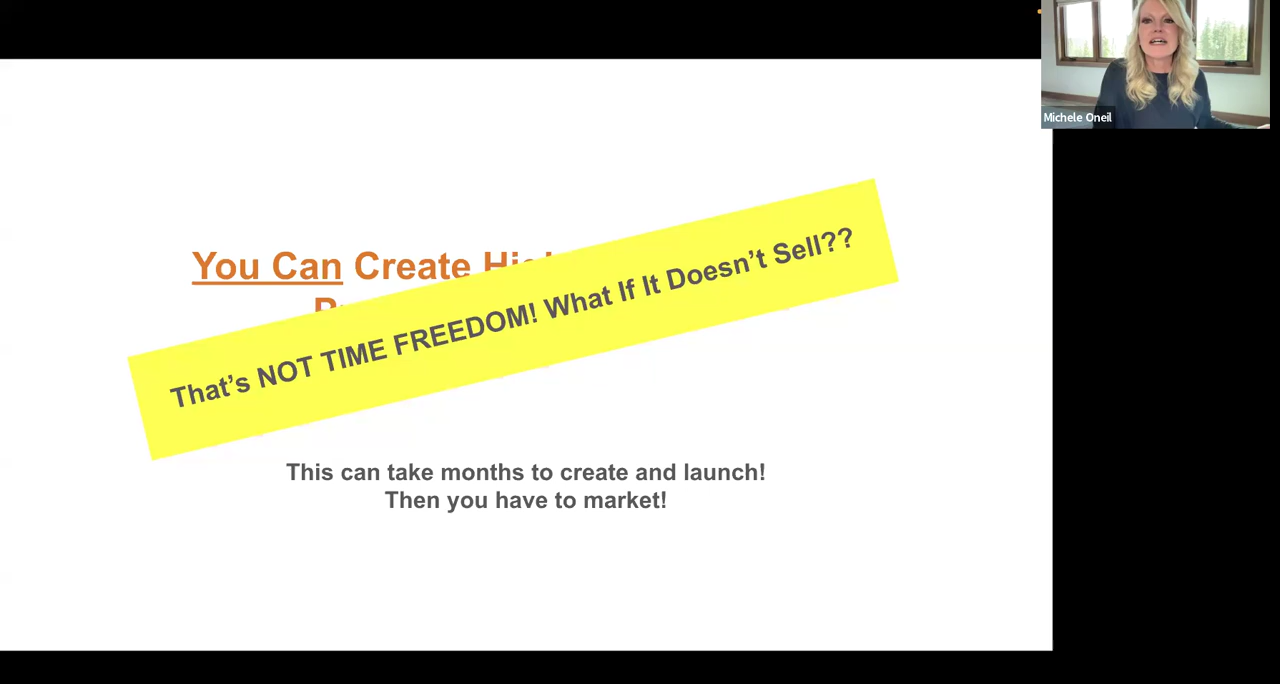 Michele Oneil
You Can Create
That's NOT TIME FREEDOM! What If It Doesn't Sell??
This can take months to create and launch!
Then you have to market!